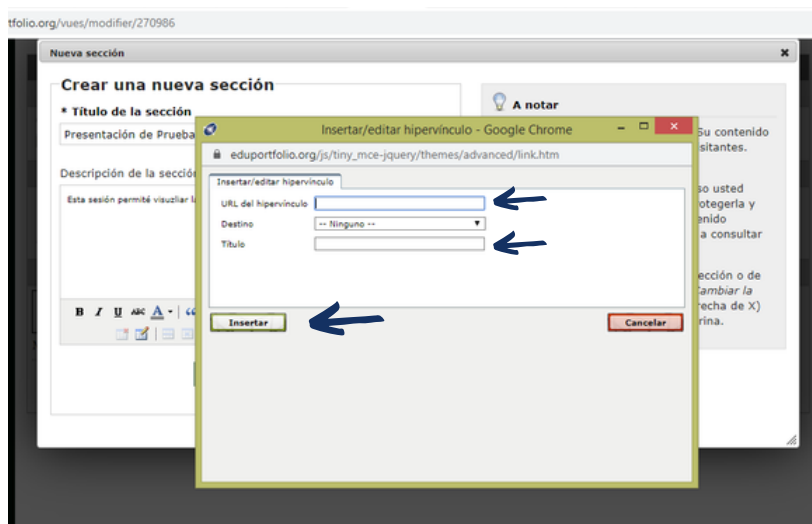 tfolio.org/vues/modifier/270986
Nueva sección
Crear una nueva sección
* Título de la sección
Presentación de Prueba
Descripción de la sección
Esta sesión permité visuzliar
B I U ABC A
A notar
Su contenido
sitantes.
so usted
otegerla y
enido
a consultar
ección o de
Cambiar la
recha de X)
rina.
Insertar/editar hipervínculo - Google Chrome
eduportfolio.org/js/tiny_mce-jquery/themes/advanced/link.htm
Insertar/editar hipervínculo
URL del hipervínculo
Destino
-- Ninguno --
Título
Insertar
Cancelar